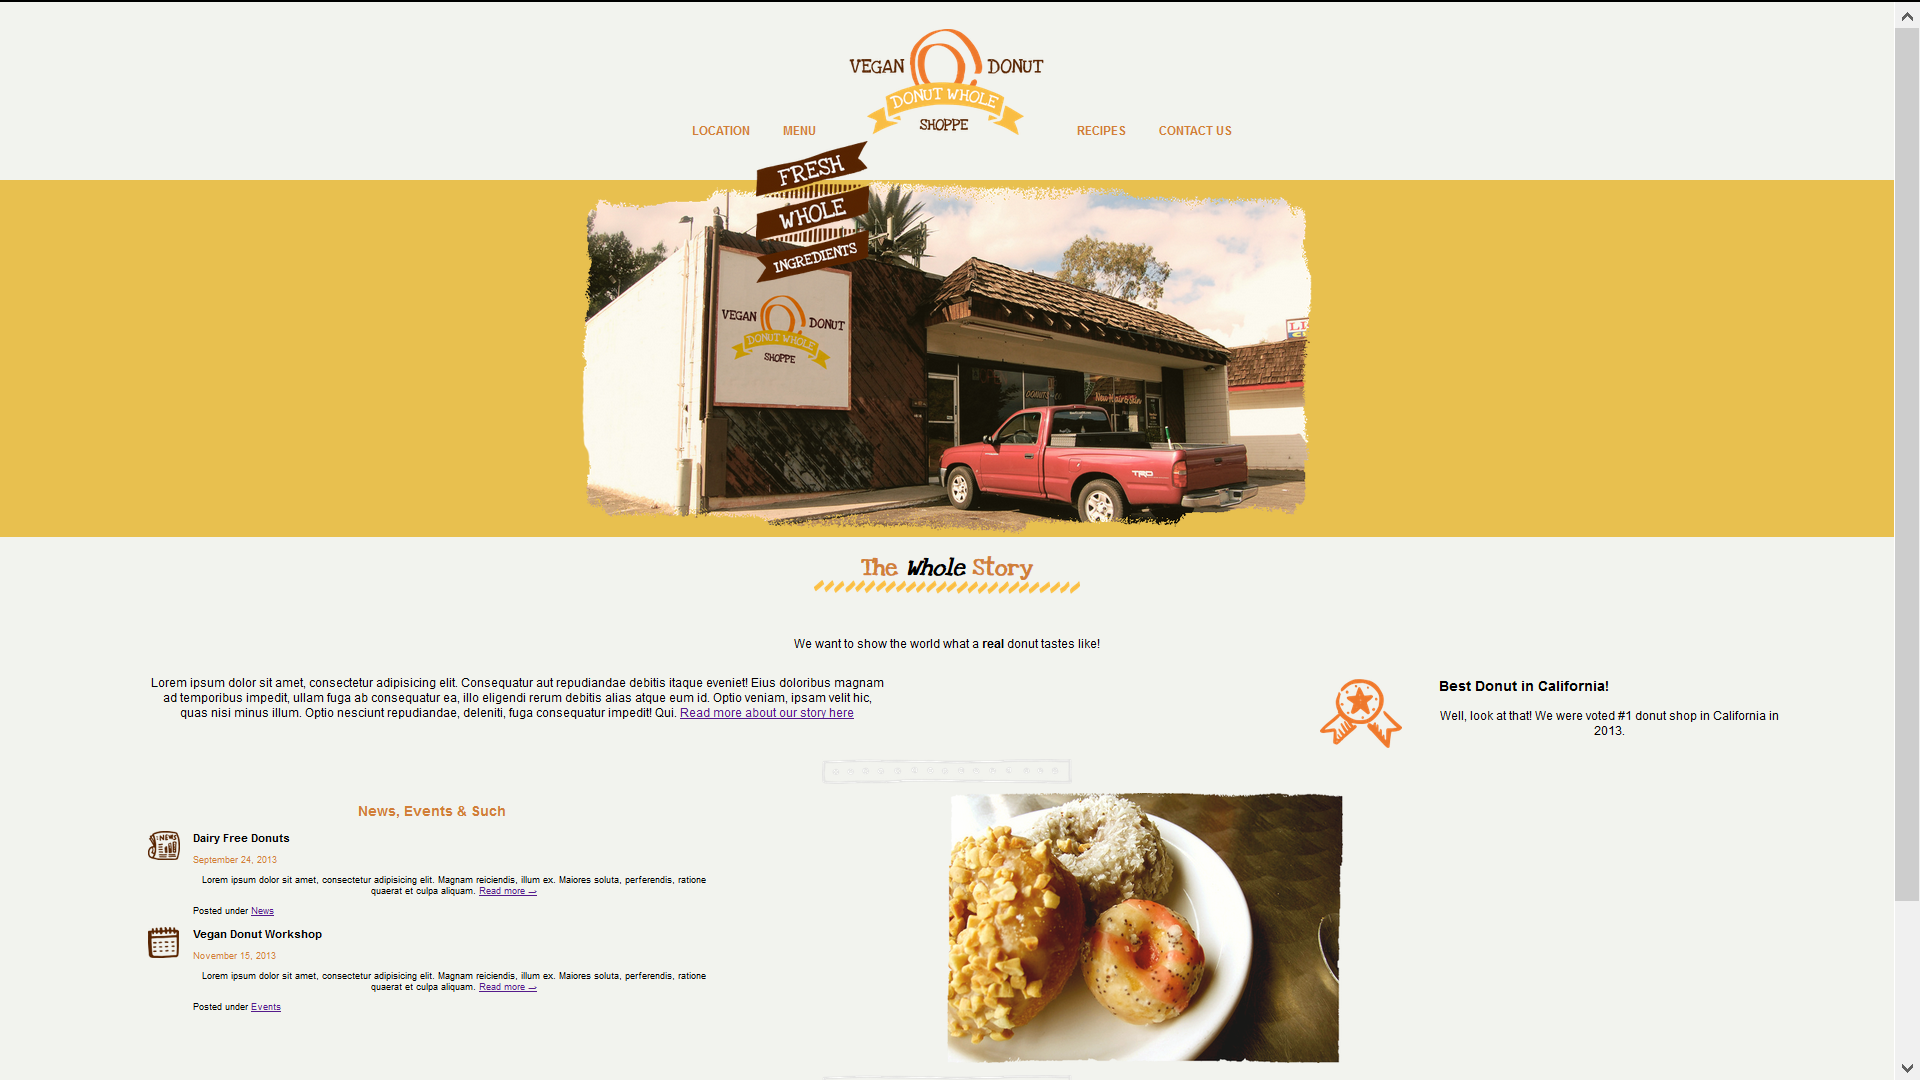 VEGAN DONUT
DONUT WHOLE
SHOPPE
LOCATION MENU RECIPES CONTACT US
FRESH
WHOLE
INGREDIENTS
VEGAN DONUT
DONUT WHOLE
SHOPPE
New Hair & Skin
TRD
The Whole Story
We want to show the world what a real donut tastes like!
Lorem ipsum dolor sit amet, consectetur adipisicing elit. Consequatur aut repudiandae debitis itaque eveniet! Eius doloribus magnam
ad temporibus impedit, ullam fuga ab consequatur ea, illo eligendi rerum debitis alias atque eum id. Optio veniam, ipsam velit hic,
quas nisi minus illum. Optio nesciunt repudiandae, deleniti, fuga consequatur impedit! Qui. Read more about our story here
Best Donut in California!
Well, look at that! We were voted #1 donut shop in California in
2013.
News, Events & Such
NEWS
Dairy Free Donuts
September 24, 2013
Lorem ipsum dolor sit amet, consectetur adipisicing elit. Magnam reiciendis, illum ex. Maiores soluta, perferendis, ratione
quaerat et culpa aliquam. Read more →
Posted under News
Vegan Donut Workshop
November 15, 2013
Lorem ipsum dolor sit amet, consectetur adipisicing elit. Magnam reiciendis, illum ex. Maiores soluta, perferendis, ratione
quaerat et culpa aliquam. Read more →
Posted under Events